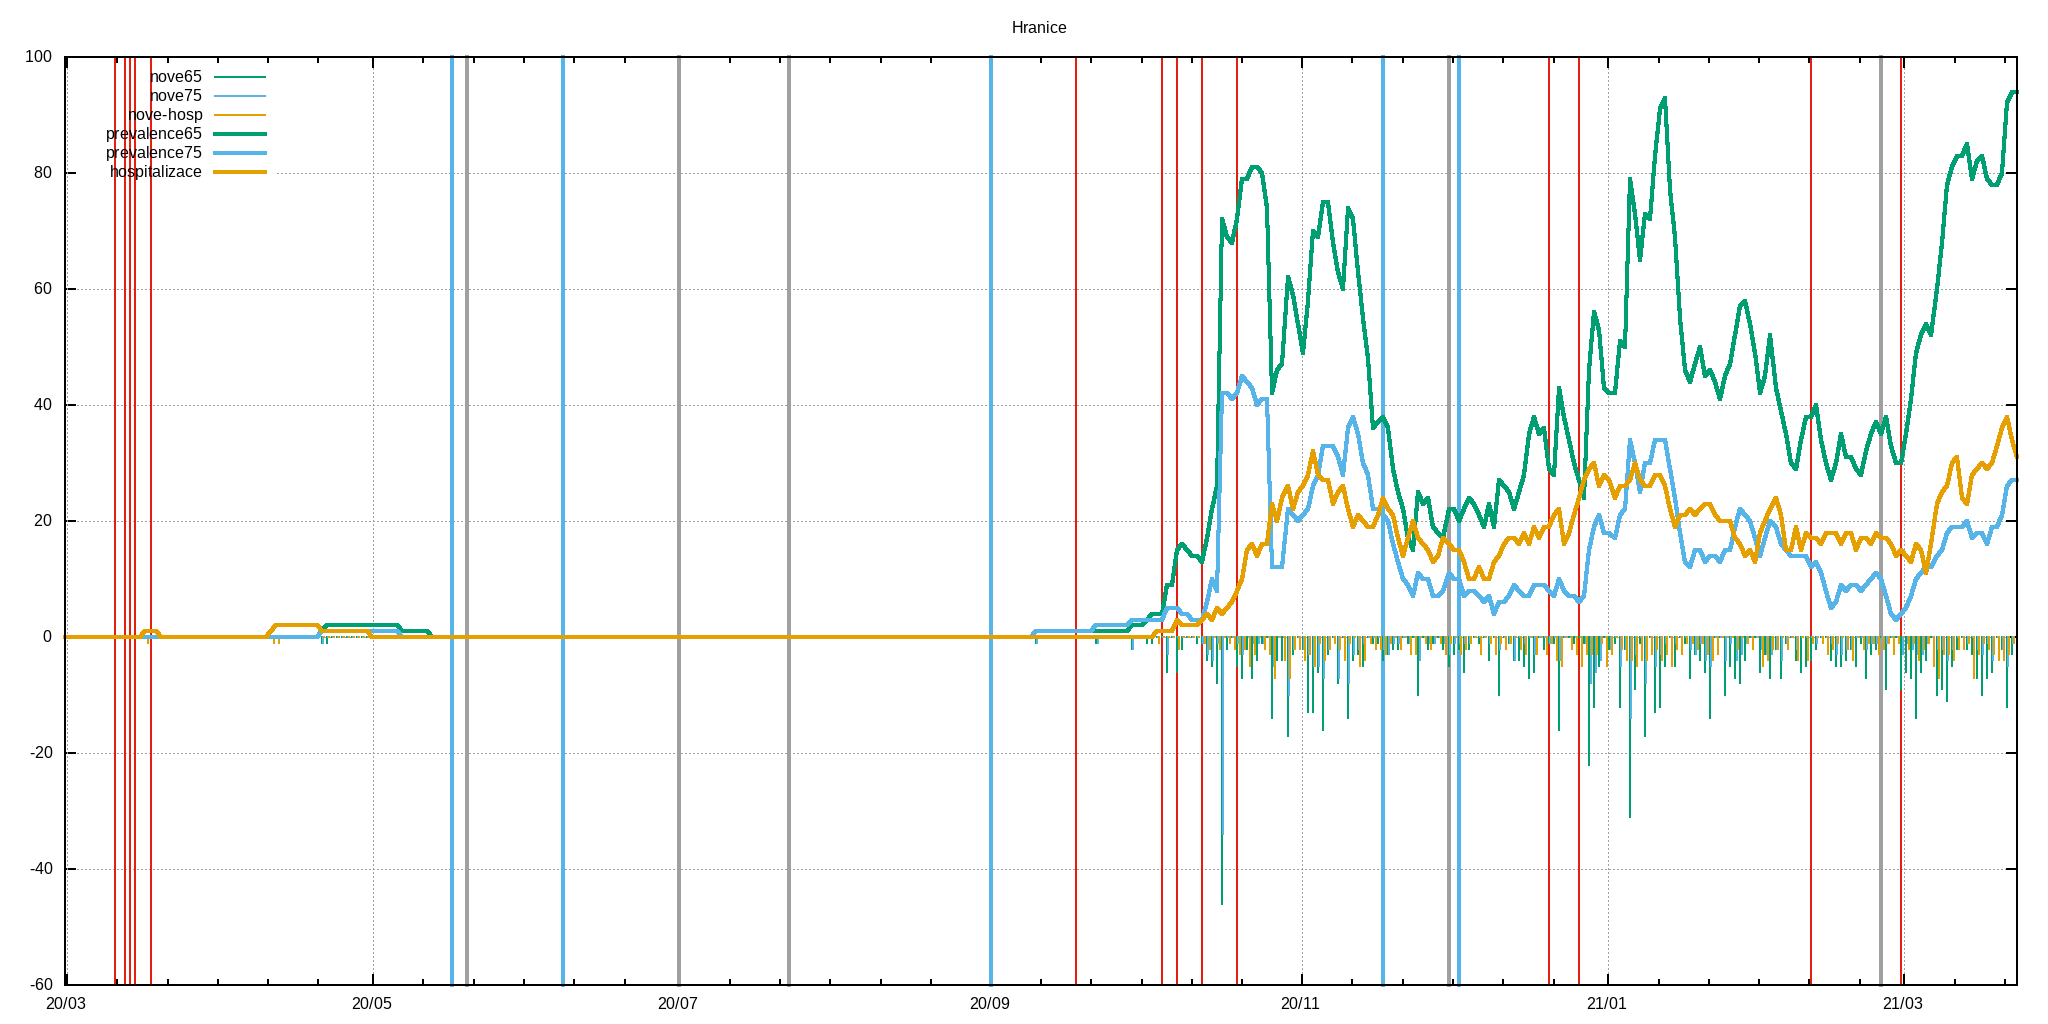 Hranice
100
80
60
40
20
0
-20
-40
-60
nove65
nove75
nove-hosp
prevalence65
prevalence75
hospitalizace
20/03 20/05 20/07 20/09 20/11 21/01 21/03